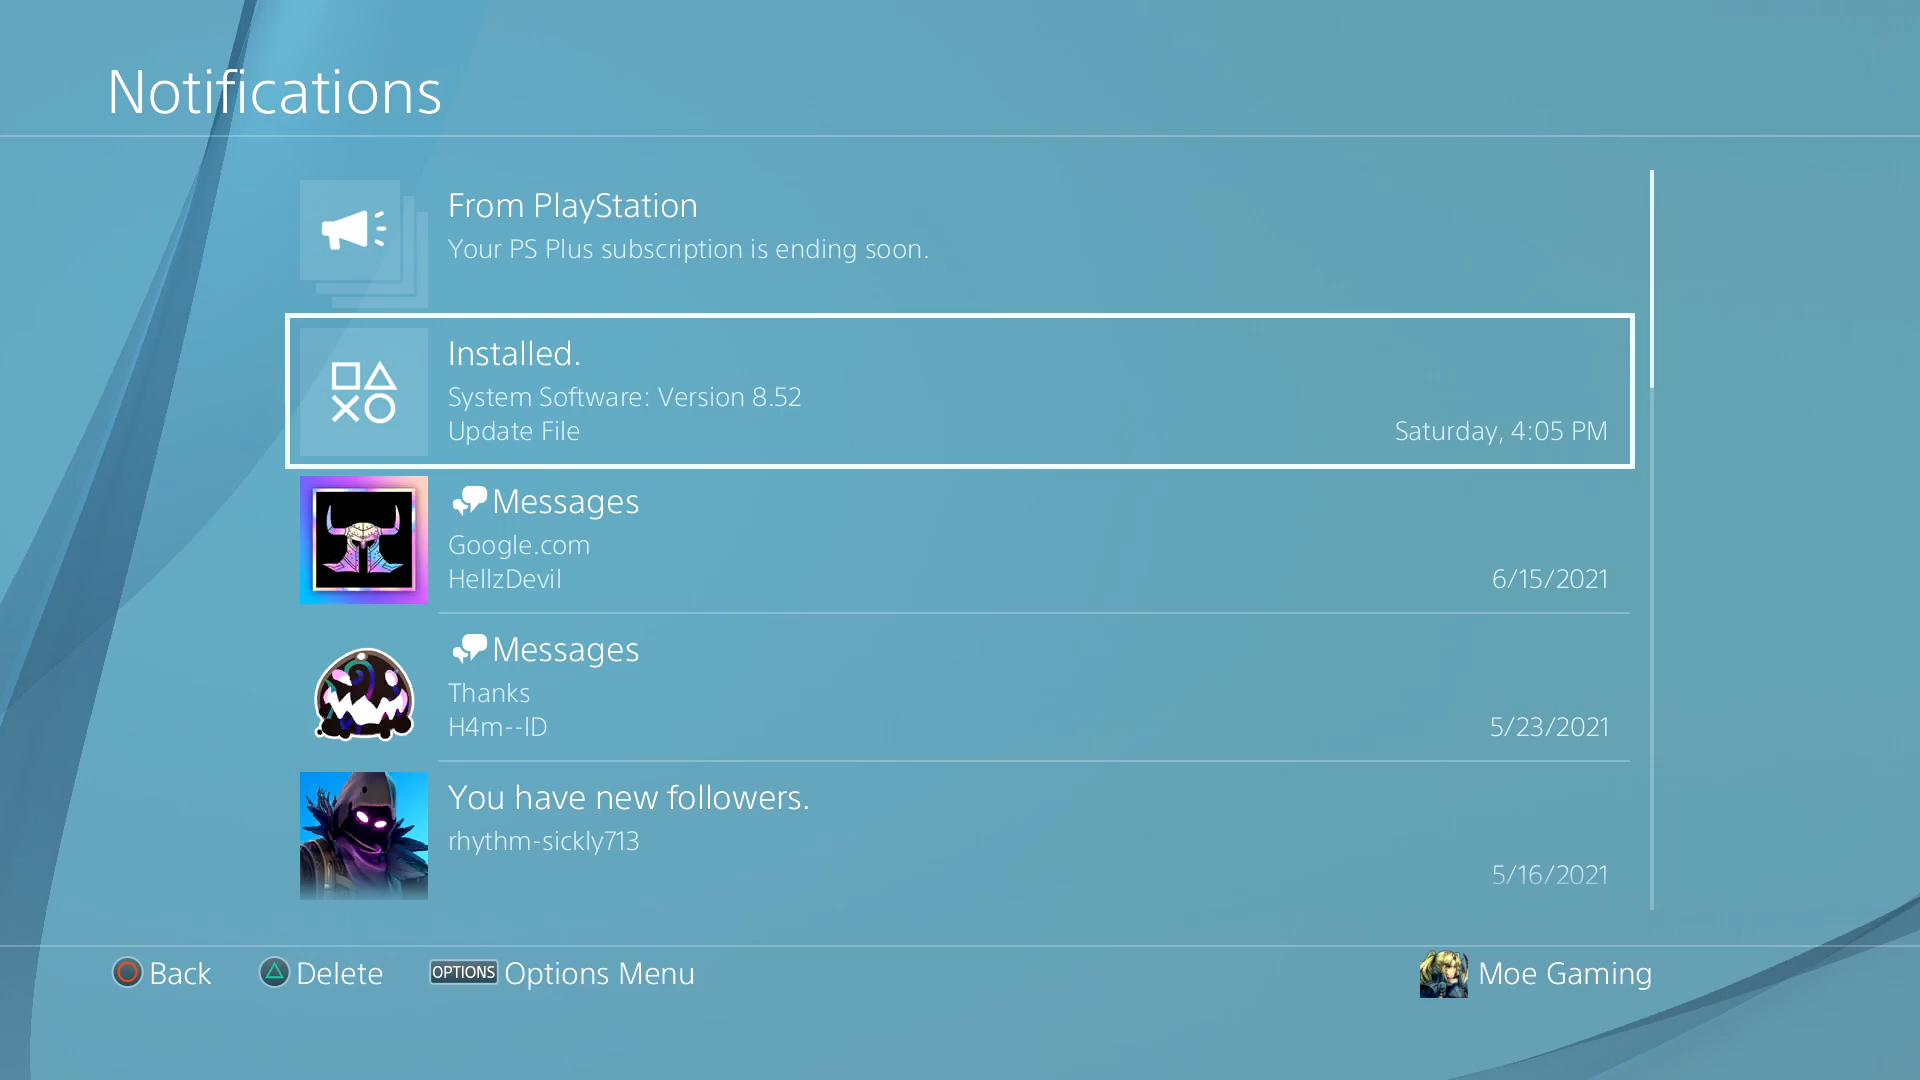 Notifications
From PlayStation
Your PS Plus subscription is ending soon.
Installed.
System Software: Version 8.52
Update File
Saturday, 4:05 PM
Messages
Google.com
HellzDevil
6/15/2021
Messages
Thanks
H4m--lD
5/23/2021
You have new followers.
rhythm-sickly713
5/16/2021
Back
Delete
OPTIONS Options Menu
Moe Gaming